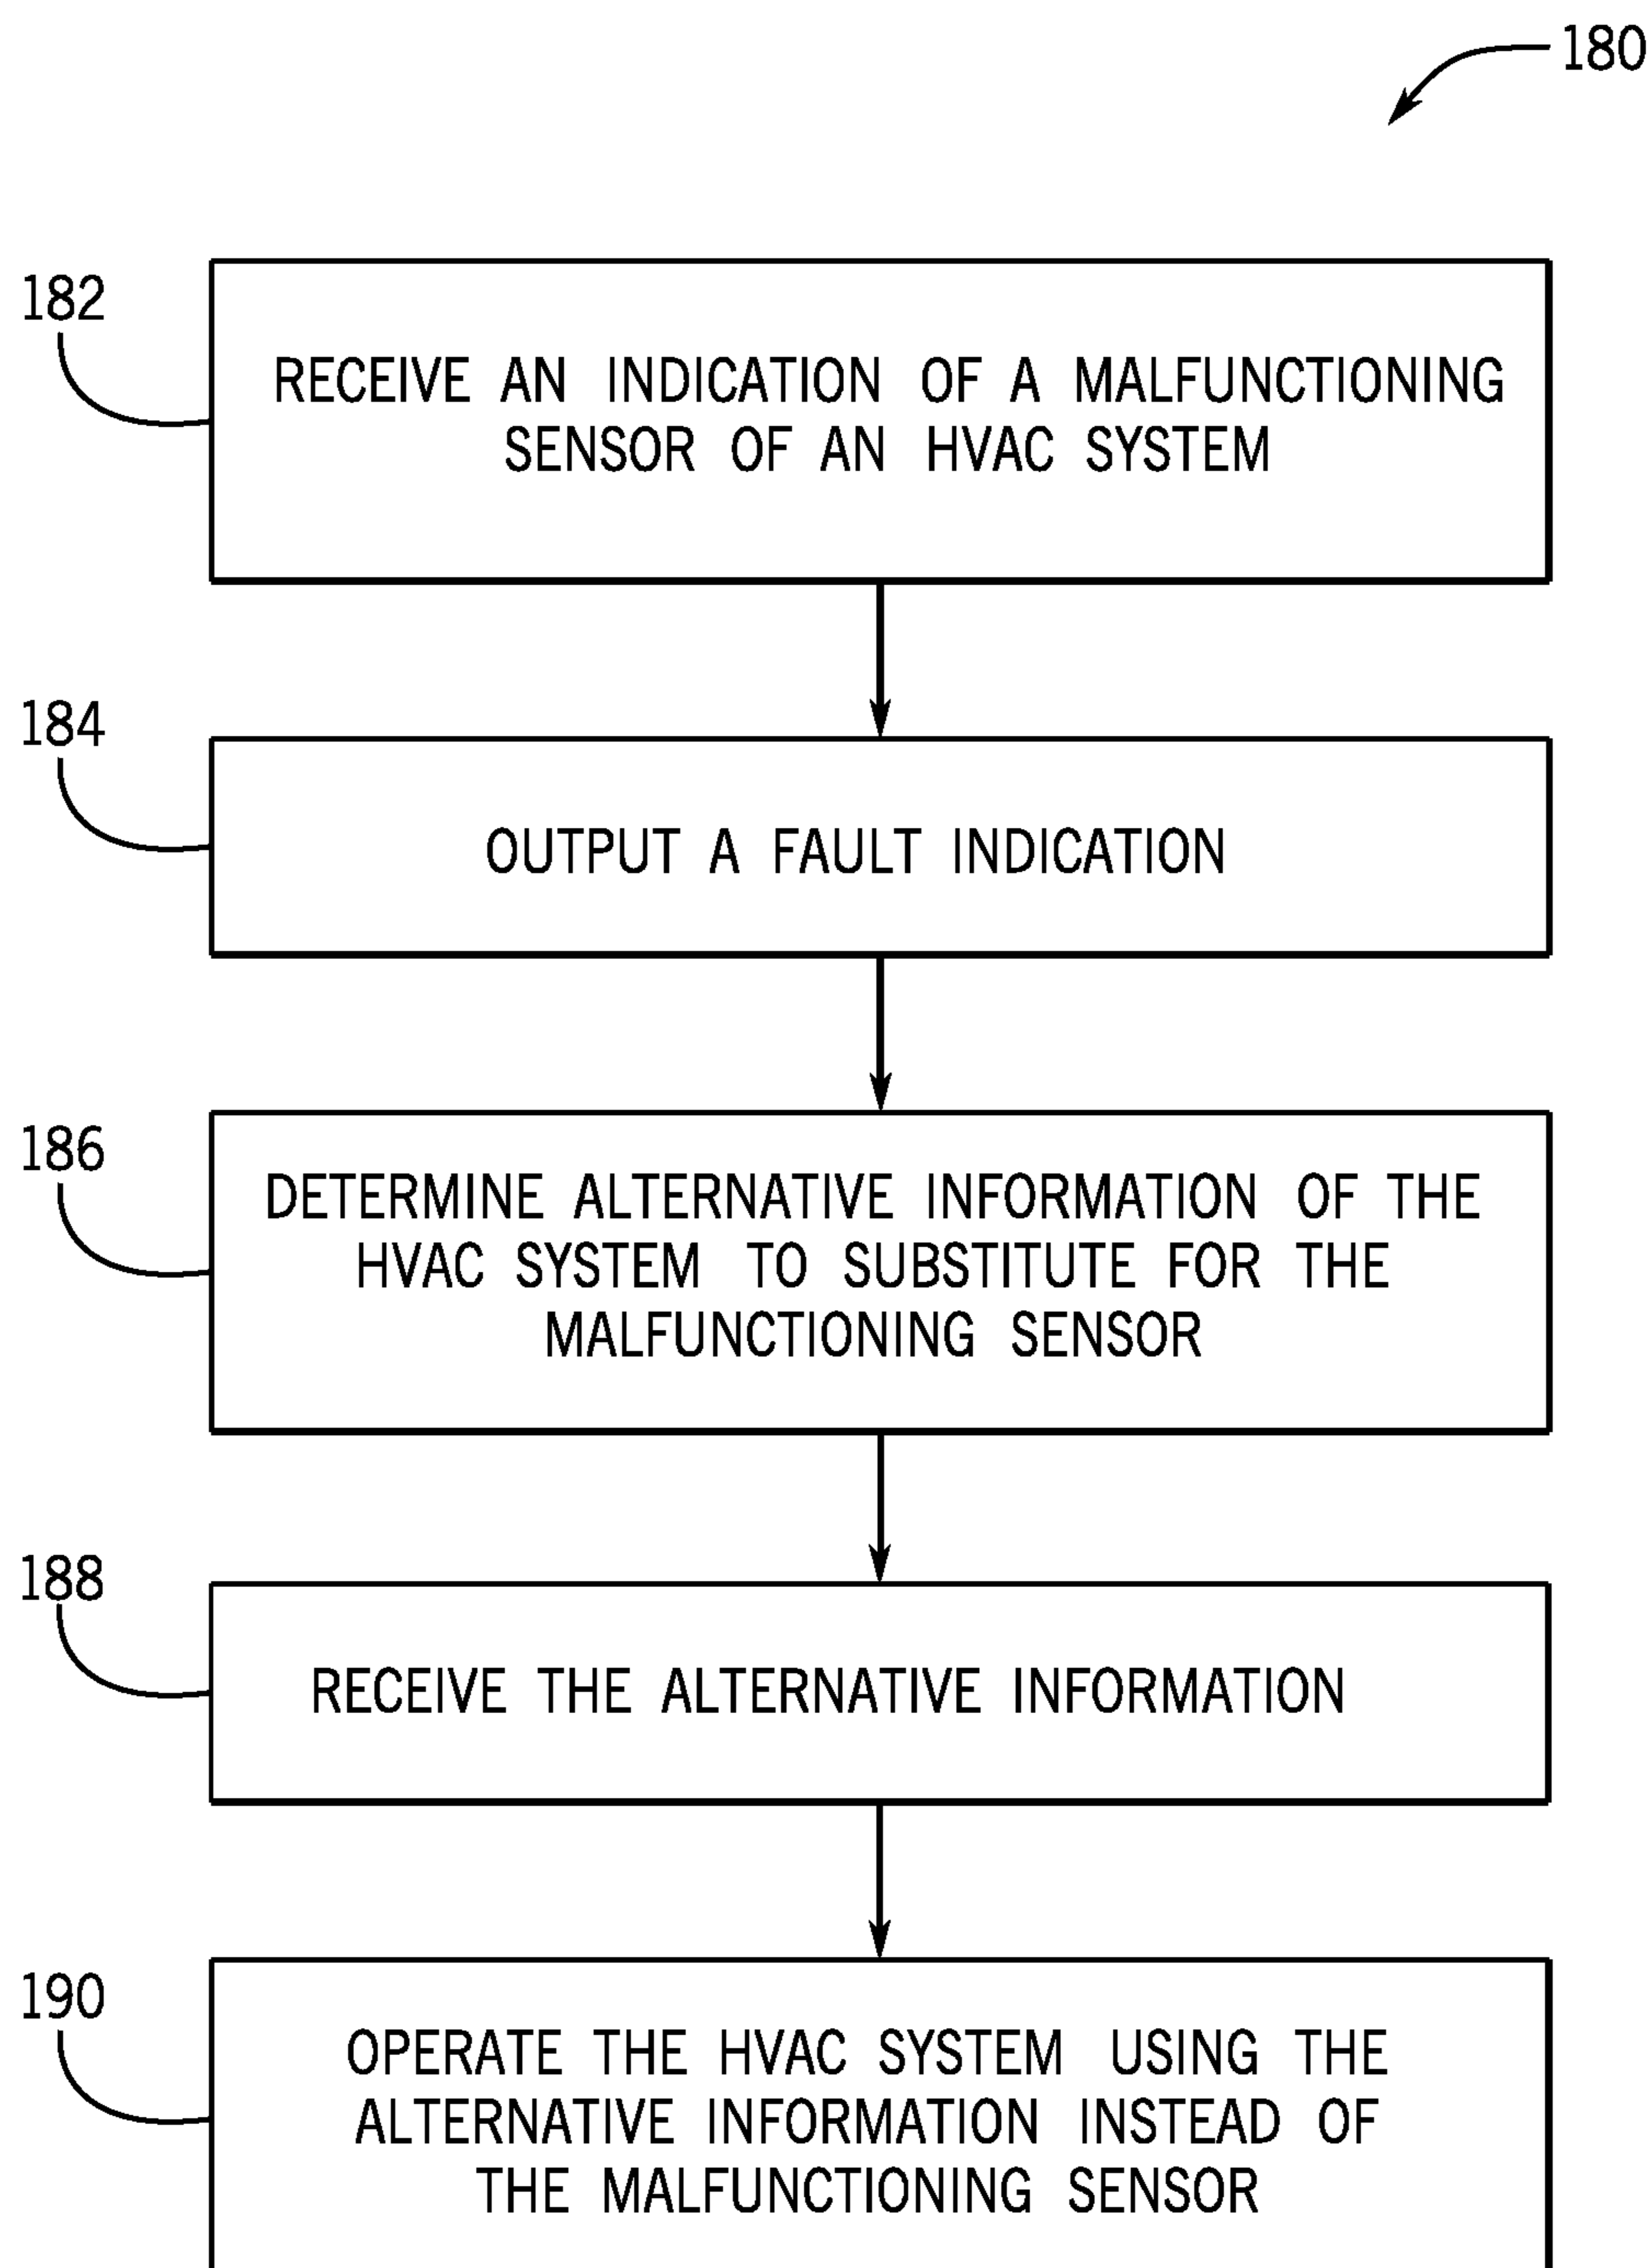 180
182
RECEIVE AN INDICATION OF A MALFUNCTIONING
SENSOR OF AN HVAC SYSTEM
184
OUTPUT A FAULT INDICATION
186
DETERMINE ALTERNATIVE INFORMATION OF THE
HVAC SYSTEM TO SUBSTITUTE FOR THE
MALFUNCTIONING SENSOR
188
RECEIVE THE ALTERNATIVE INFORMATION
190
OPERATE THE HVAC SYSTEM USING THE
ALTERNATIVE INFORMATION INSTEAD OF
THE MALFUNCTIONING SENSOR